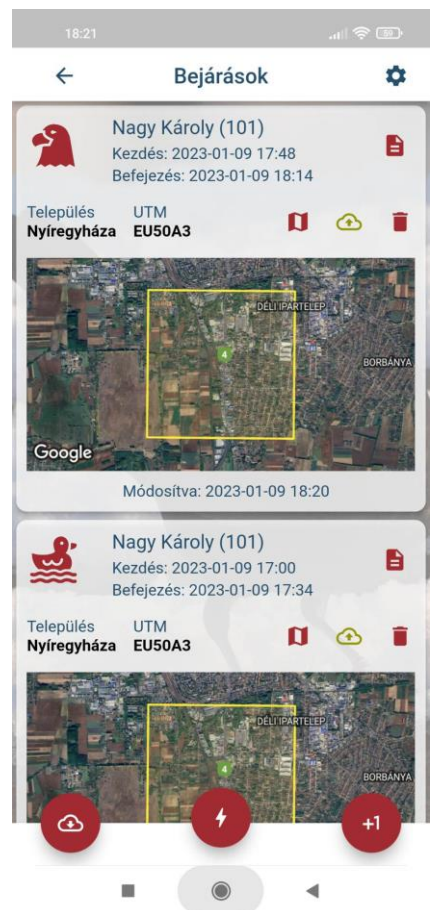 18:21
59
Bejárások
Nagy Károly (101)
Kezdés: 2023-01-09 17:48
Befejezés: 2023-01-09 18:14
Település UTM
Nyíregyháza EU50A3
DÉLI IPARTELEP
4
BORBÁNYA
Google
Módosítva: 2023-01-09 18:20
Nagy Károly (101)
Kezdés: 2023-01-09 17:00
Befejezés: 2023-01-09 17:34
Település UTM
Nyíregyháza EU50A3
DÉLI IPARTELEP
4
BORBÁNYA
+1